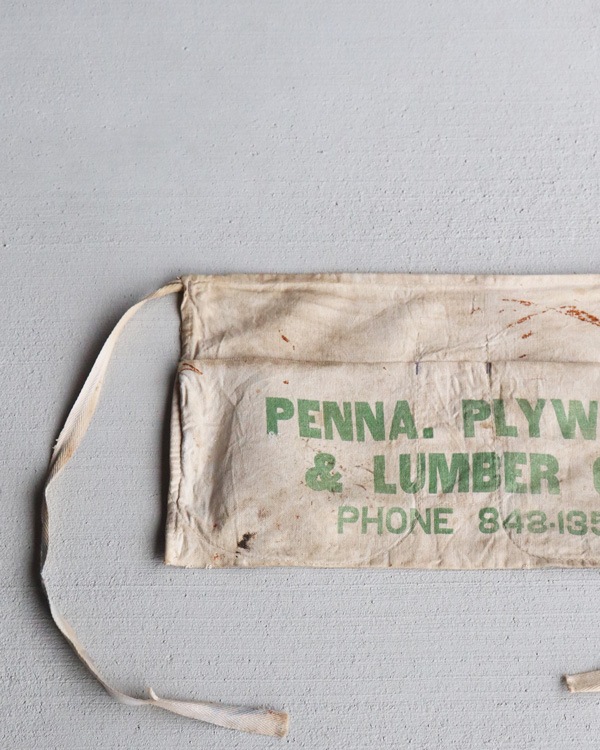 PENNA. PLYW
& LUMBER
PHONE 848-135